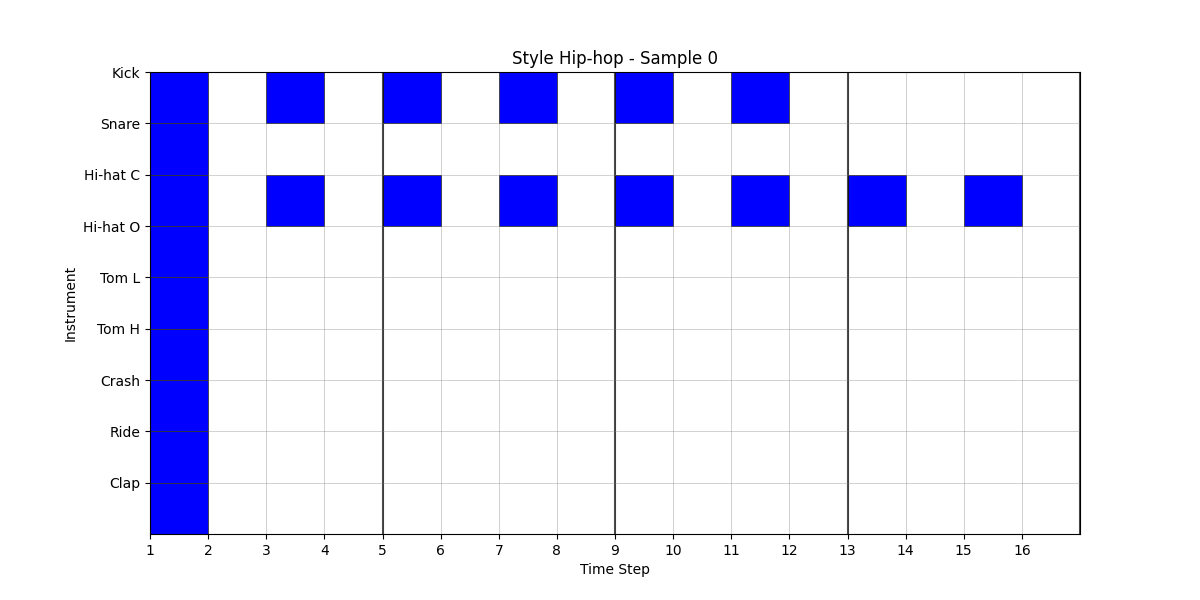 Style Hip-hop - Sample 0
Kick
Snare
Hi-hat C
Hi-hat O
Tom L
Tom H
Crash
Ride
Clap
Instrument
1 2 3 4 5 6 7 8 9 10 11 12 13 14 15 16
Time Step